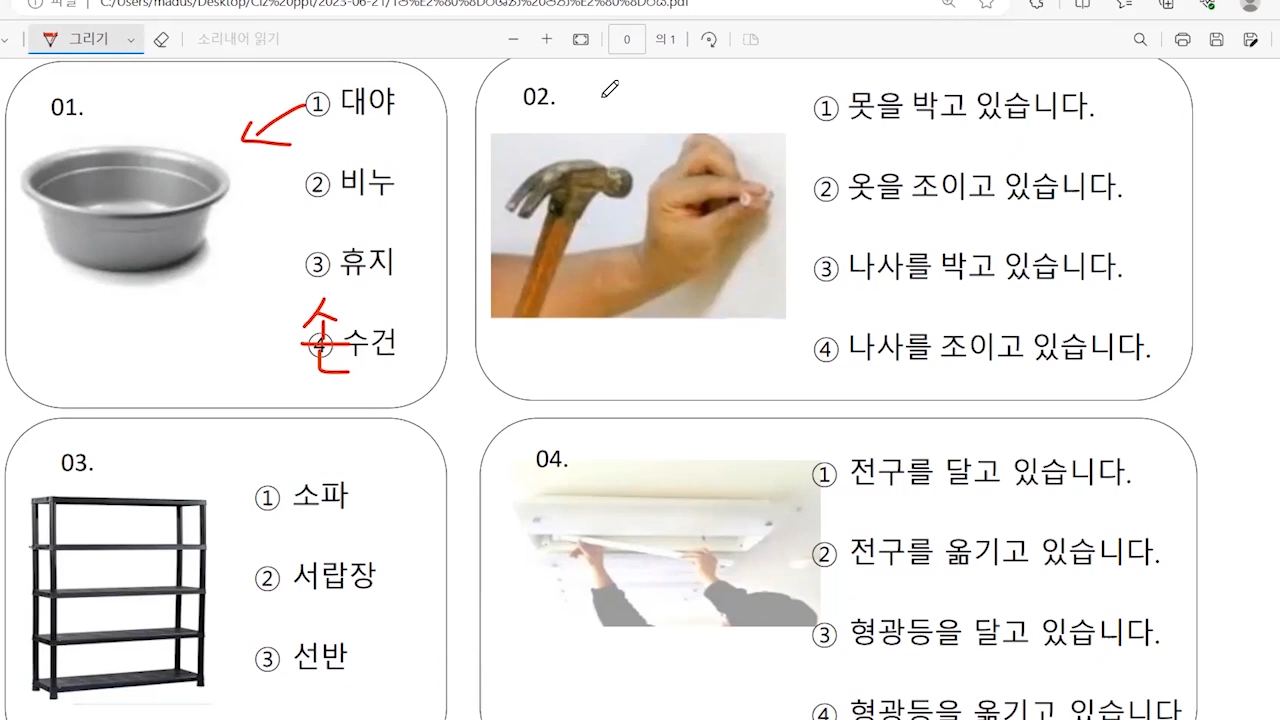 그리기
소리내어 읽기
0 의 1
01.
① 대야
② 비누
③ 휴지
손
④ 수건
02.
① 못을 박고 있습니다.
② 옷을 조이고 있습니다.
③ 나사를 박고 있습니다.
④ 나사를 조이고 있습니다.
03.
① 소파
② 서랍장
③ 선반
04.
① 전구를 달고 있습니다.
② 전구를 옮기고 있습니다.
③ 형광등을 달고 있습니다.
④ 형광등을 옮기고 있습니다